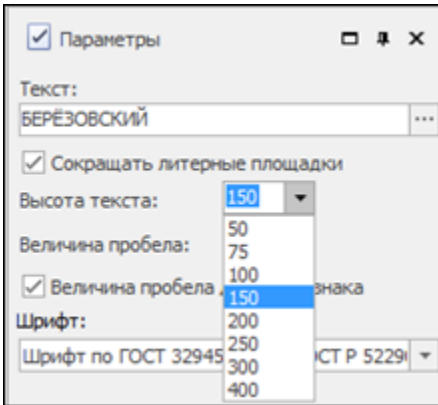 Параметры
Текст:
БЕРЁЗОВСКИЙ
Сокращать литерные площадки
Высота текста: 150
50
Величина пробела: 75
100
Величина пробела знака 150
Шрифт: 200
250
Шрифт по ГОСТ 32945 300 СТ Р 5229
400